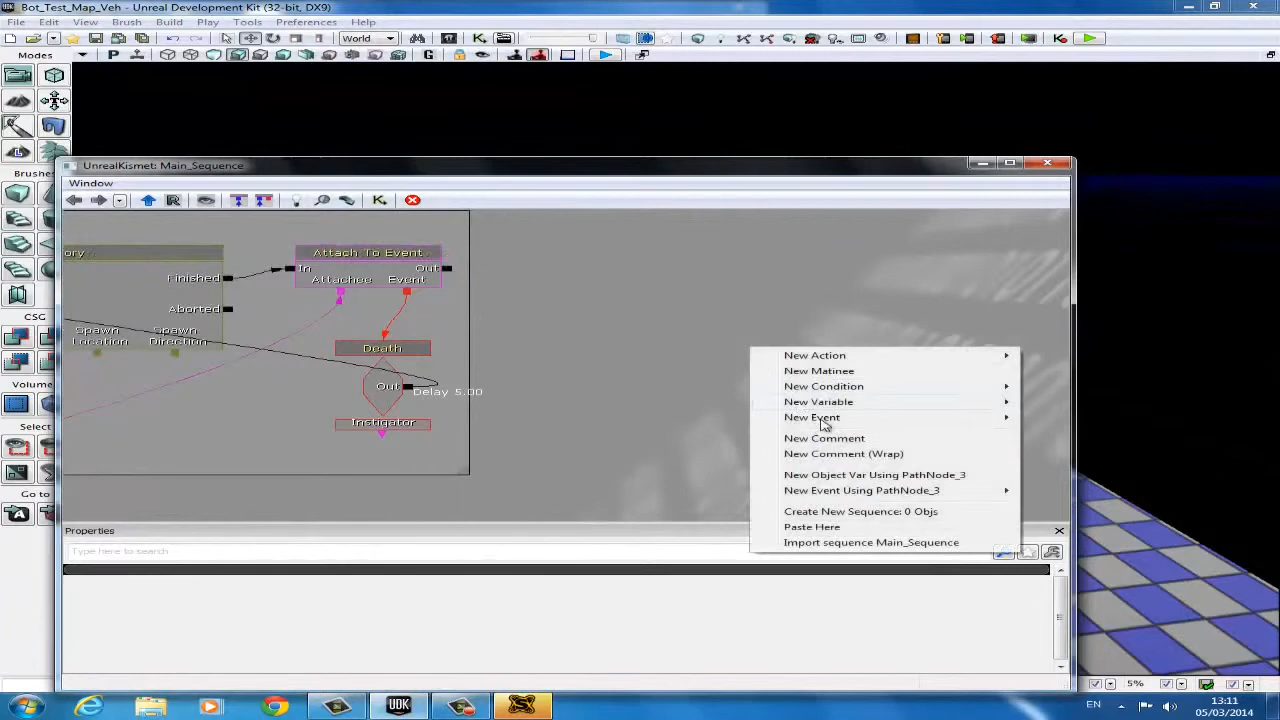 Bot_Test_Map_Veh - Unreal Development Kit (32-bit, DX9)
File Edit View Brush Build Play Tools Preferences Help
World
G
Modes
P
UnrealKismet: Main_Sequence
Window
R
Brushes
ory
Attach To Event
Finished
In
Out
Attachee
Event
Aborted
CSG
Spawn Location
Spawn Direction
Death
Volume
Out
Delay 5.00
Instigator
Select
Go to
New Action
New Matinee
New Condition
New Variable
New Event
New Comment
New Comment (Wrap)
New Object Var Using PathNode_3
New Event Using PathNode_3
Create New Sequence: 0 Objs
Paste Here
Import sequence Main_Sequence
Properties
Type here to search
5%
UDK
EN
13:11
05/03/2014